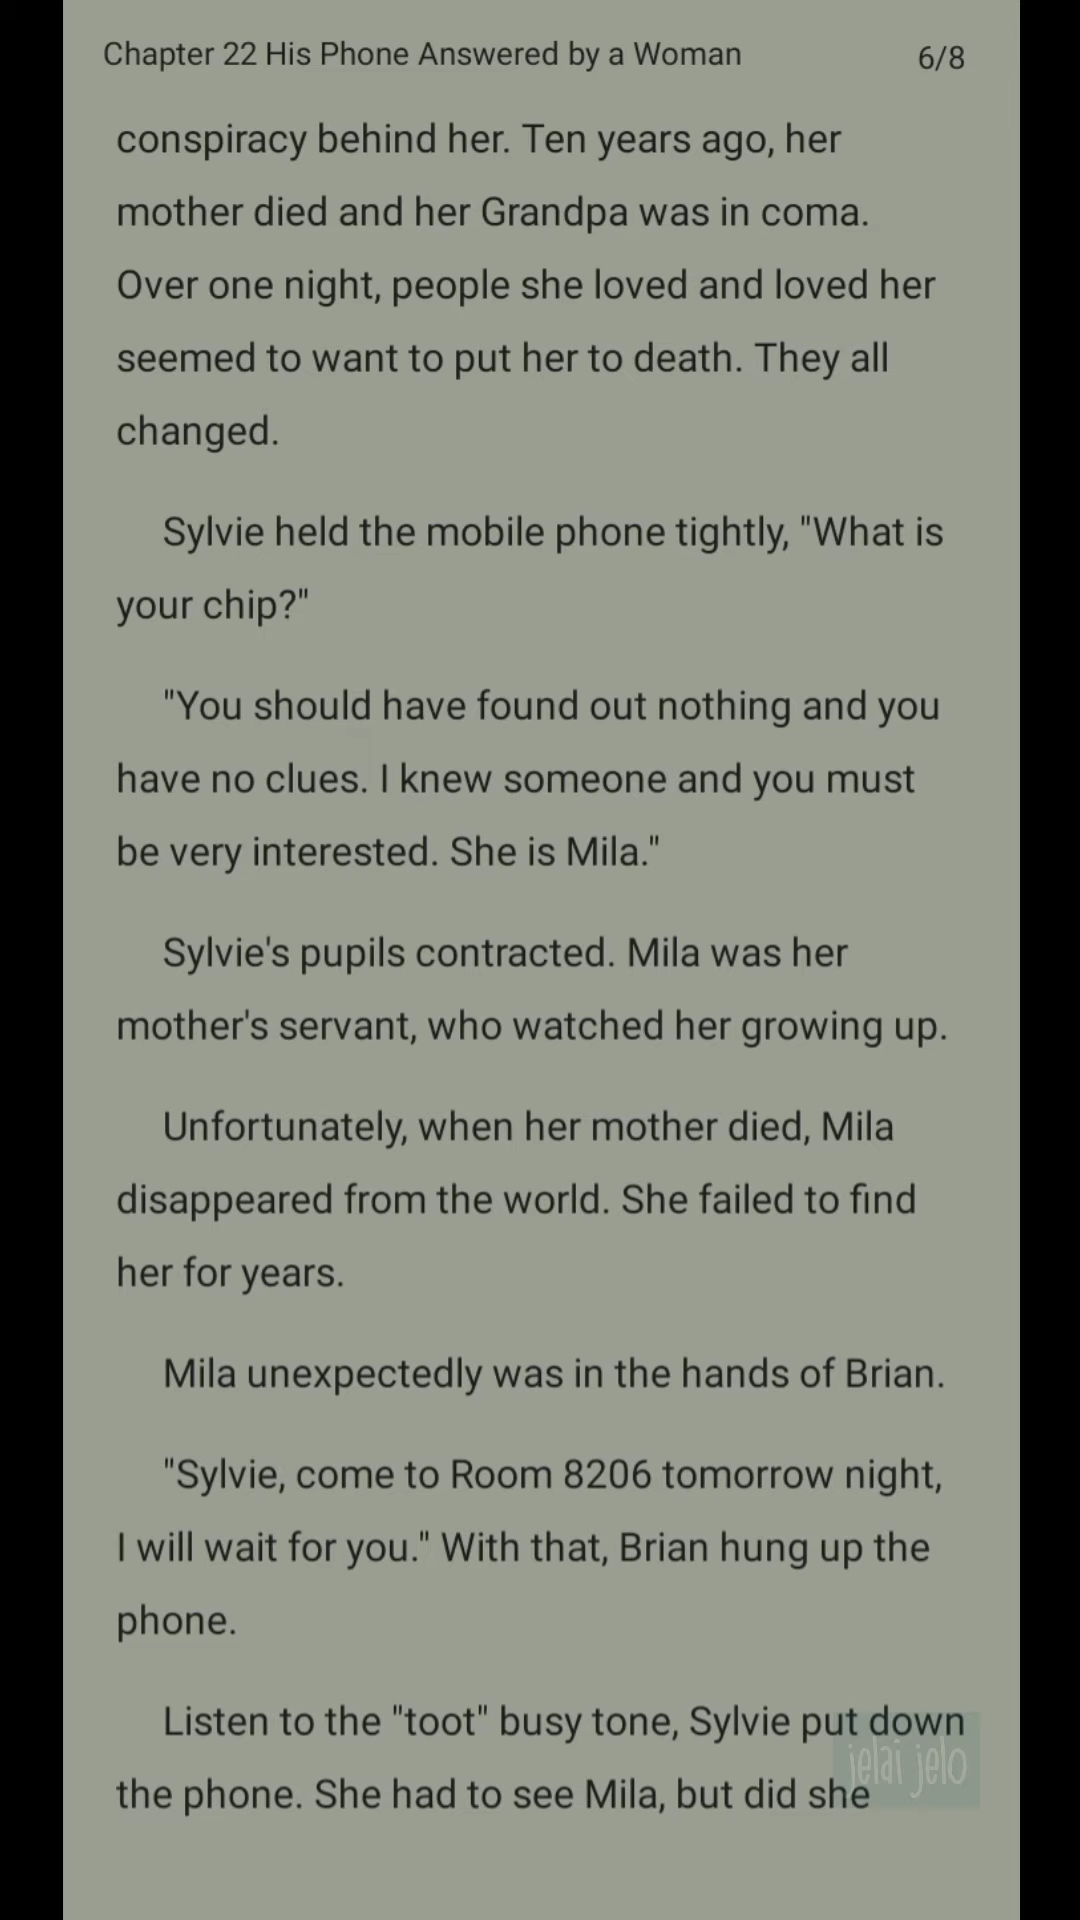 Chapter 22 His Phone Answered by a Woman 6/8
conspiracy behind her. Ten years ago, her
mother died and her Grandpa was in coma.
Over one night, people she loved and loved her
seemed to want to put her to death. They all
changed.
Sylvie held the mobile phone tightly, "What is
your chip?"
"You should have found out nothing and you
have no clues. I knew someone and you must
be very interested. She is Mila."
Sylvie's pupils contracted. Mila was her
mother's servant, who watched her growing up.
Unfortunately, when her mother died, Mila
disappeared from the world. She failed to find
her for years.
Mila unexpectedly was in the hands of Brian.
"Sylvie, come to Room 8206 tomorrow night,
I will wait for you." With that, Brian hung up the
phone.
Listen to the "toot" busy tone, Sylvie put down
the phone. She had to see Mila, but did she
jelai jelo